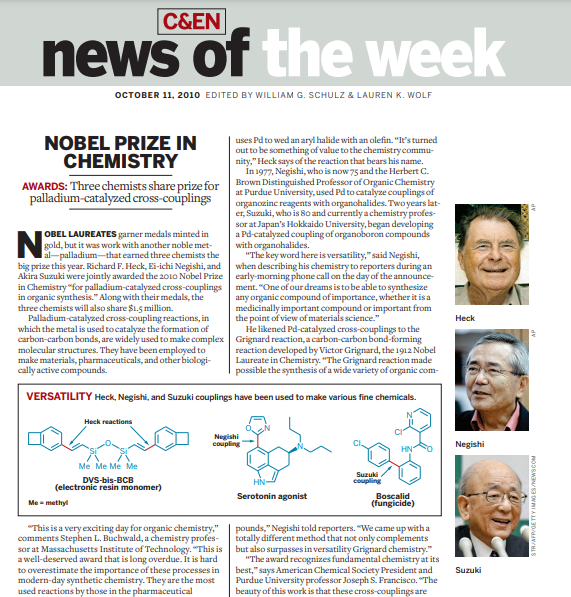 C&EN
news of the week
OCTOBER 11, 2010 EDITED BY WILLIAM G. SCHULZ & LAUREN K. WOLF
NOBEL PRIZE IN
CHEMISTRY
AWARDS: Three chemists share prize for
palladium-catalyzed cross-couplings
NOBEL LAUREATES garner medals minted in
gold, but it was work with another noble met-
al—palladium—that earned three chemists the
big prize this year. Richard F. Heck, Ei-ichi Negishi, and
Akira Suzuki were jointly awarded the 2010 Nobel Prize
in Chemistry “for palladium-catalyzed cross-couplings
in organic synthesis.” Along with their medals, the
three chemists will also share $1.5 million.
Palladium-catalyzed cross-coupling reactions, in
which the metal is used to catalyze the formation of
carbon-carbon bonds, are widely used to make complex
molecular structures. They have been employed to
make materials, pharmaceuticals, and other biologi-
cally active compounds.
uses Pd to wed an aryl halide with an olefin. “It’s turned
out to be something of value to the chemistry commu-
nity,” Heck says of the reaction that bears his name.
In 1977, Negishi, who is now 75 and the Herbert C.
Brown Distinguished Professor of Organic Chemistry
at Purdue University, used Pd to catalyze couplings of
organozinc reagents with organohalides. Two years lat-
er, Suzuki, who is 80 and currently a chemistry profes-
sor at Japan’s Hokkaido University, began developing
a Pd-catalyzed coupling of organoboron compounds
with organohalides.
“The key word here is versatility,” said Negishi,
when describing his chemistry to reporters during an
early-morning phone call on the day of the announce-
ment. “One of our dreams is to be able to synthesize
any organic compound of importance, whether it is a
medicinally important compound or important from
the point of view of materials science.”
He likened Pd-catalyzed cross-couplings to the
Grignard reaction, a carbon-carbon bond-forming
reaction developed by Victor Grignard, the 1912 Nobel
Laureate in Chemistry. “The Grignard reaction made
possible the synthesis of a wide variety of organic com-
AP
Heck
AP
Negishi
STR/AFP/GETTY IMAGES/NEWSCOM
Suzuki
VERSATILITY Heck, Negishi, and Suzuki couplings have been used to make various fine chemicals.
Heck reactions
O
Si Si
Me Me Me Me
DVS-bis-BCB
(electronic resin monomer)
Me = methyl
Negishi
coupling
O
N
N
HN
Serotonin agonist
Cl
Suzuki
coupling
N
Cl
HN
O
Boscalid
(fungicide)
“This is a very exciting day for organic chemistry,”
comments Stephen L. Buchwald, a chemistry profes-
sor at Massachusetts Institute of Technology. “This is
a well-deserved award that is long overdue. It is hard
to overestimate the importance of these processes in
modern-day synthetic chemistry. They are the most
used reactions by those in the pharmaceutical
pounds,” Negishi told reporters. “We came up with a
totally different method that not only complements
but also surpasses in versatility Grignard chemistry.”
“The award recognizes fundamental chemistry at its
best,” says American Chemical Society President and
Purdue University professor Joseph S. Francisco. “The
beauty of this work is that these cross-couplings are